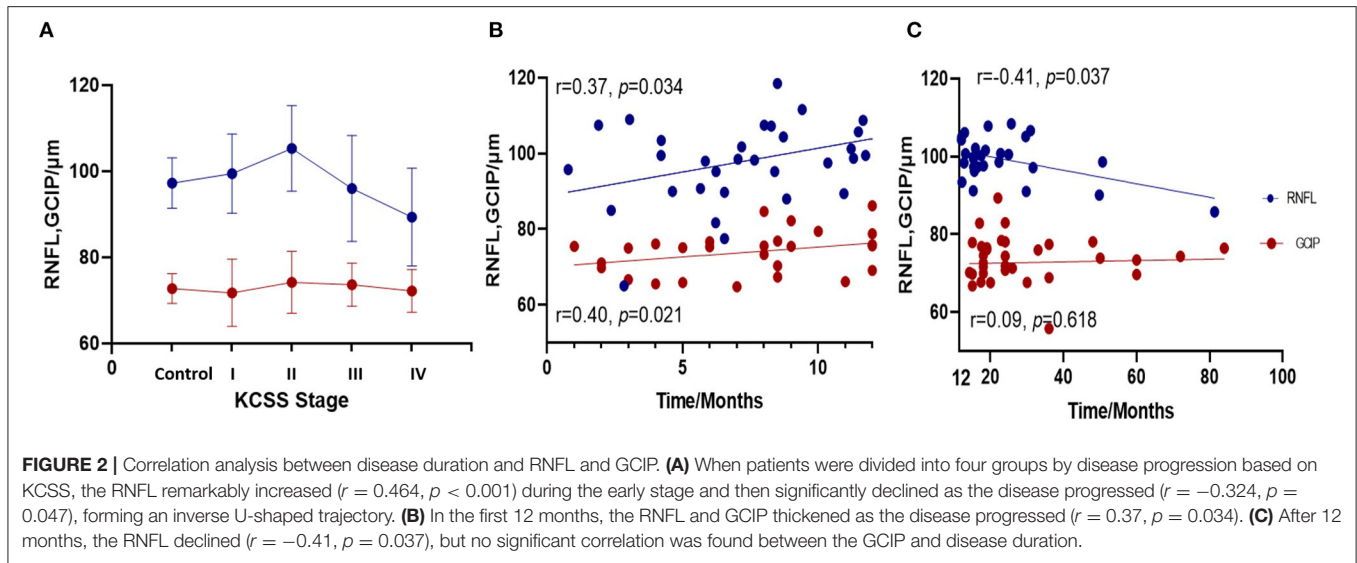 A
B
C
120
100
80
60
0
RNFL,GCIP/μm
Control I II III IV
KCSS Stage
r=0.37, p=0.034
120
100
80
60
RNFL,GCIP/μm
r=0.40, p=0.021
0 5 10
Time/Months
r=-0.41, p=0.037
120
100
80
60
RNFL,GCIP/μm
r=0.09, p=0.618
12 20 40 60 80 100
Time/Months
RNFL
GCIP
FIGURE 2 | Correlation analysis between disease duration and RNFL and GCIP. (A) When patients were divided into four groups by disease progression based on
KCSS, the RNFL remarkably increased (r = 0.464, p < 0.001) during the early stage and then significantly declined as the disease progressed (r = −0.324, p =
0.047), forming an inverse U-shaped trajectory. (B) In the first 12 months, the RNFL and GCIP thickened as the disease progressed (r = 0.37, p = 0.034). (C) After 12
months, the RNFL declined (r = −0.41, p = 0.037), but no significant correlation was found between the GCIP and disease duration.